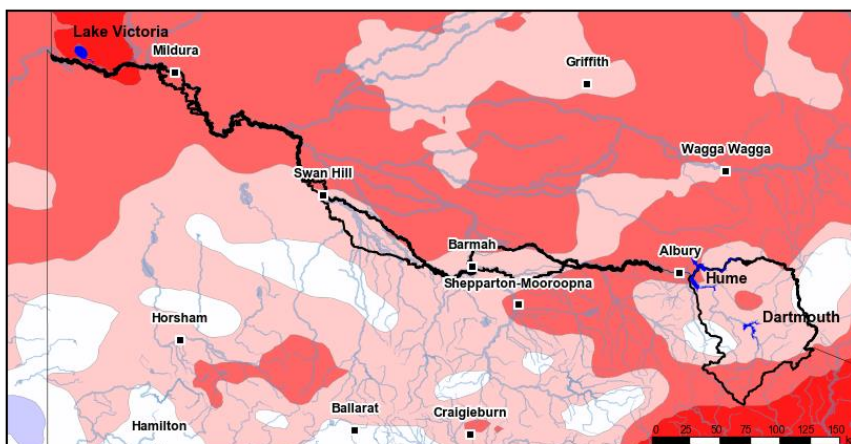 Lake Victoria
Mildura
Griffith
Wagga Wagga
Swan Hill
Barmah
Albury
Hume
Shepparton-Mooroopna
Dartmouth
Horsham
Ballarat
Craigieburn
Hamilton
0 25 50 75 100 150